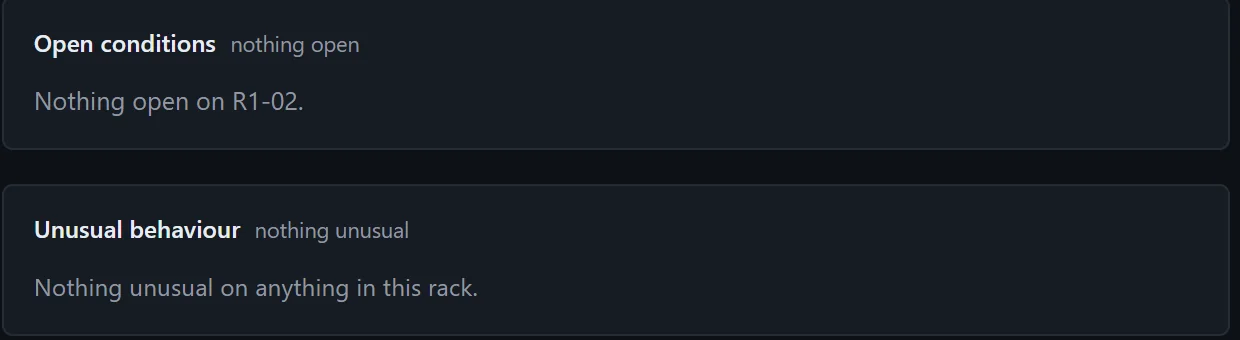 Open conditions nothing open
Nothing open on R1-02.
Unusual behaviour nothing unusual
Nothing unusual on anything in this rack.